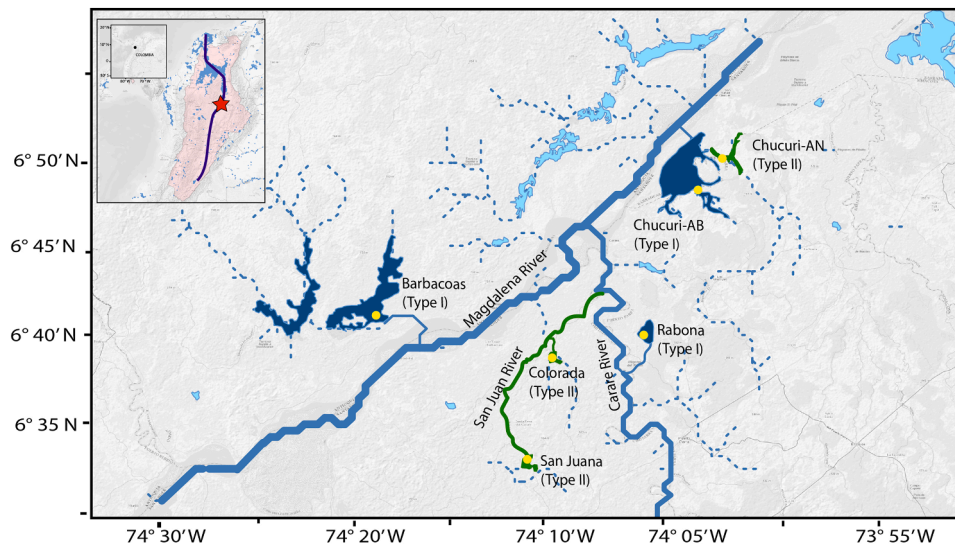 COLOMBIA
6° 50' N
6° 45' N
6° 40' N
6° 35' N
Chucuri-AN
(Type II)
Chucuri-AB
(Type I)
Barbacoas
(Type I)
Magdalena River
Rabona
(Type I)
Colorada
(Type II)
San Juan River
Carare River
San Juana
(Type II)
74° 30' W
74° 20' W
74° 10' W
74° 05' W
73° 55' W